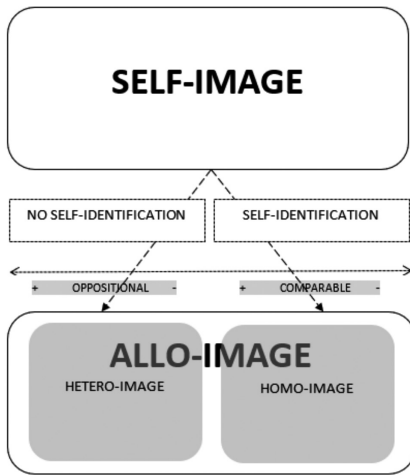 SELF-IMAGE
NO SELF-IDENTIFICATION SELF-IDENTIFICATION
+ OPPOSITIONAL - + COMPARABLE -
ALLO-IMAGE
HETERO-IMAGE HOMO-IMAGE